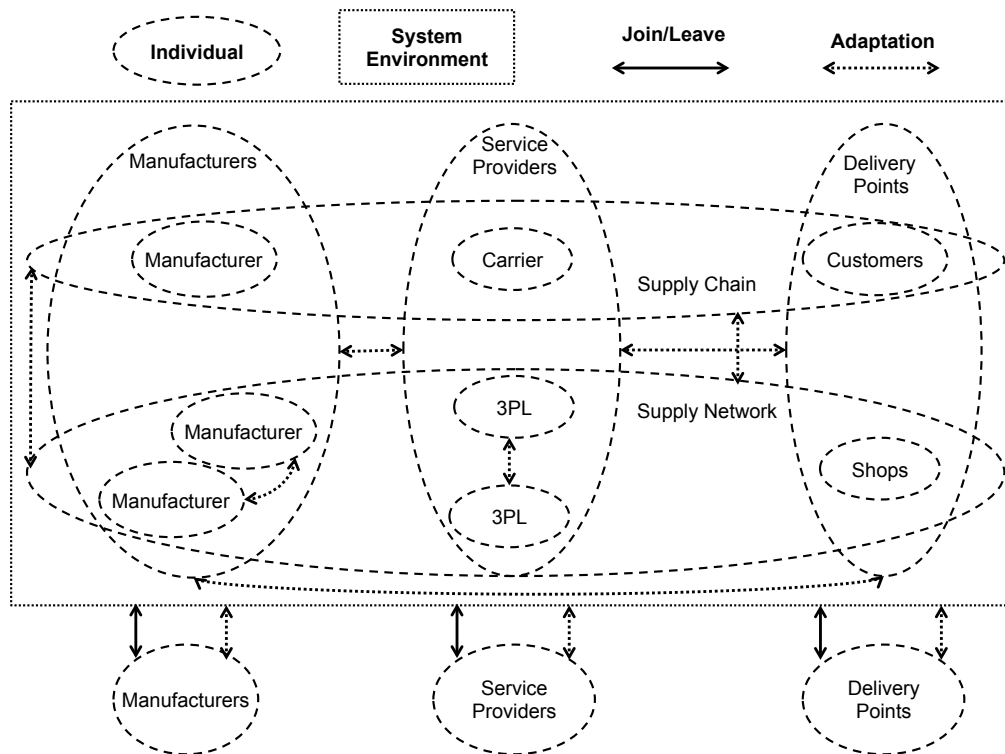 Individual
System
Environment
Join/Leave
Adaptation
Manufacturers
Service
Providers
Delivery
Points
Manufacturer
Carrier
Customers
Supply Chain
3PL
Supply Network
Manufacturer
Shops
Manufacturer
3PL
Manufacturers
Service
Providers
Delivery
Points